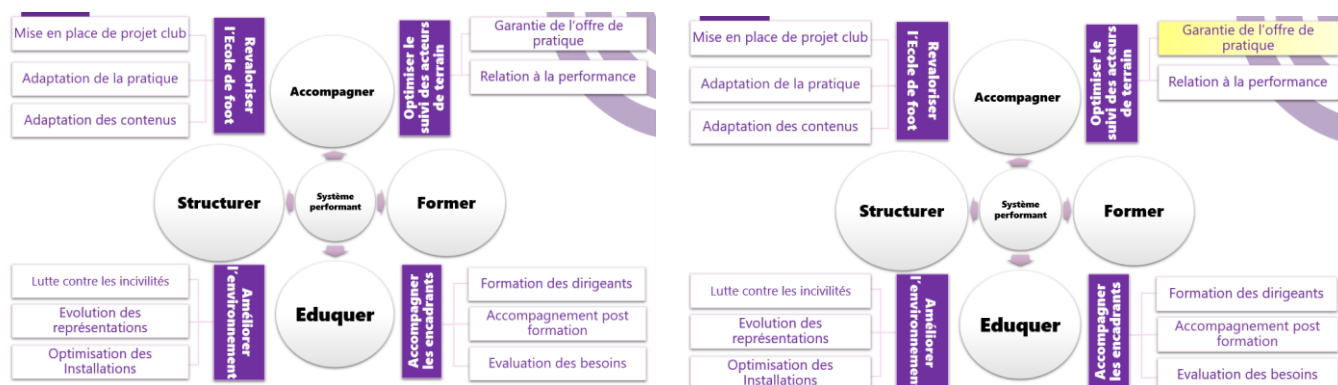 Mise en place de projet club
Adaptation de la pratique
Adaptation des contenus
Revaloriser
l'Ecole de foot
Accompagner
Optimiser le
suivi des acteurs
de terrain
Garantie de l'offre de
pratique
Relation à la performance
Structurer
Système
performant
Former
Lutte contre les incivilités
Evolution des
représentations
Optimisation des
Installations
Améliorer
l'environnement
Eduquer
Accompagner
les encadrants
Formation des dirigeants
Accompagnement post
formation
Evaluation des besoins
Mise en place de projet club
Adaptation de la pratique
Adaptation des contenus
Revaloriser
l'Ecole de foot
Accompagner
Optimiser le
suivi des acteurs
de terrain
Garantie de l'offre de
pratique
Relation à la performance
Structurer
Système
performant
Former
Lutte contre les incivilités
Evolution des
représentations
Optimisation des
Installations
Améliorer
l'environnemen
Eduquer
Accompagner
les encadrants
Formation des dirigeants
Accompagnement post
formation
Evaluation des besoins